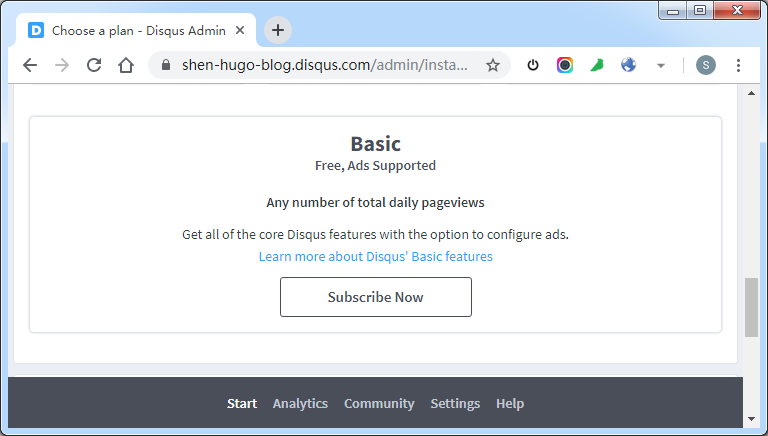 Choose a plan - Disqus Admin
shen-hugo-blog.disqus.com/admin/insta...
S
Basic
Free, Ads Supported
Any number of total daily pageviews
Get all of the core Disqus features with the option to configure ads.
Learn more about Disqus' Basic features
Subscribe Now
Start Analytics Community Settings Help